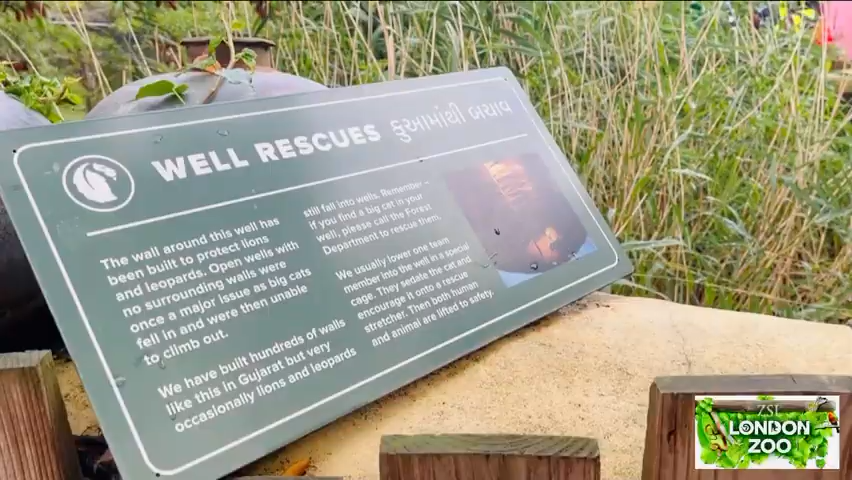 WELL RESCUES કુઆમાંથી બચાવ
The wall around this well has
been built to protect lions
and leopards. Open wells with
no surrounding walls were
once a major issue as big cats
fell in and were then unable
to climb out.
We have built hundreds of walls
like this in Gujarat but very
occasionally lions and leopards
still fall into wells. Remember –
if you find a big cat in your
well, please call the Forest
Department to rescue them.
We usually lower one team
member into the well in a special
cage. They sedate the cat and
encourage it onto a rescue
stretcher. Then both human
and animal are lifted to safety.
ZSL
LONDON
ZOO